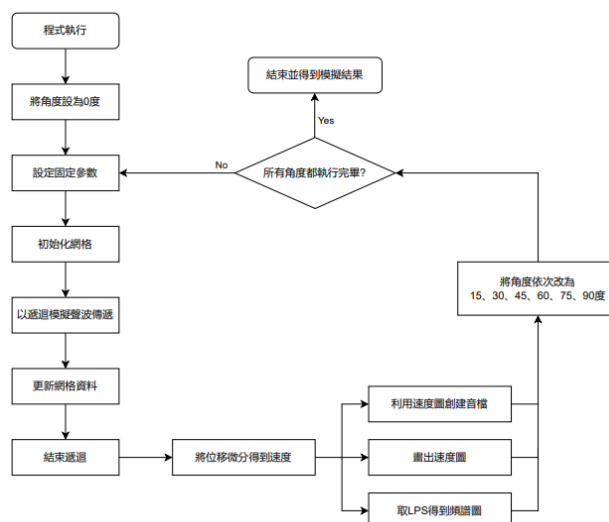 程式執行
將角度設為0度
設定固定參數
初始化網格
以遞迴模擬聲波傳遞
更新網格資料
結束遞迴
將位移微分得到速度
利用速度圖創建音檔
畫出速度圖
取LPS得到頻譜圖
將角度依次改為
15、30、45、60、75、90度
所有角度都執行完畢?
No
Yes
結束並得到模擬結果